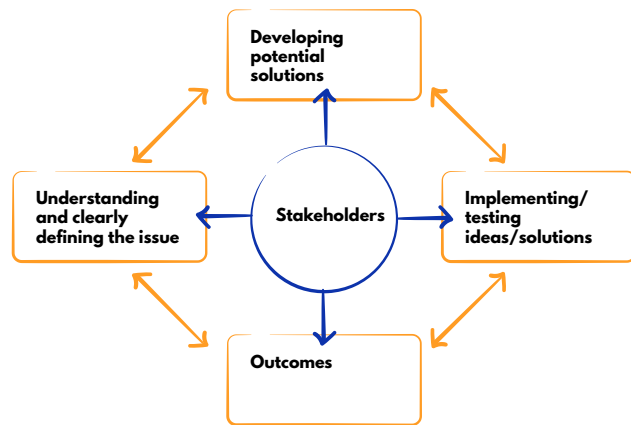 Developing
potential
solutions
Understanding
and clearly
defining the issue
Stakeholders
Implementing/
testing
ideas/solutions
Outcomes